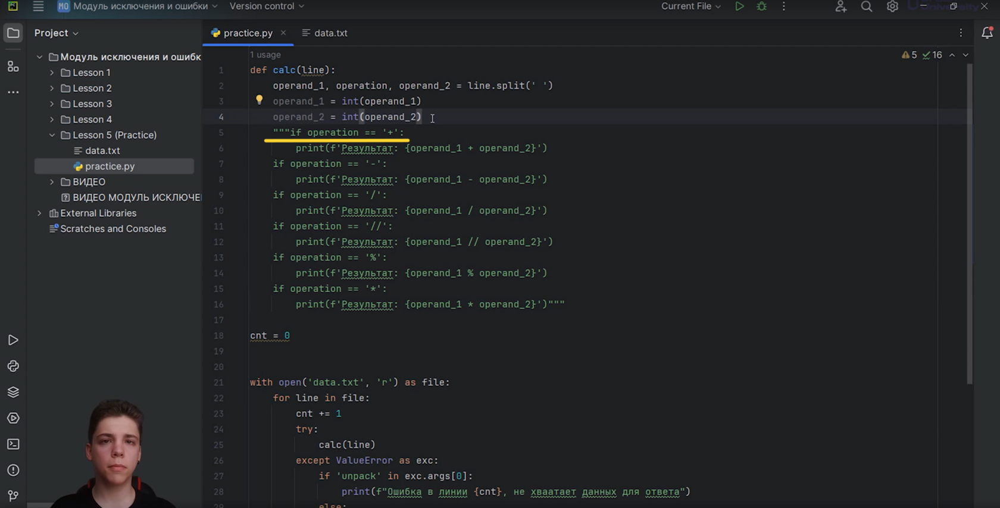 PC MO Модуль исключения и ошибки Version control Current File
Project
practice.py data.txt
Модуль исключения и ошибк
Lesson 1
Lesson 2
Lesson 3
Lesson 4
Lesson 5 (Practice)
data.txt
practice.py
ВИДЕО
ВИДЕО МОДУЛЬ ИСКЛЮЧЕ
External Libraries
Scratches and Consoles
1 usage
5 16
1 def calc(line):
2 operand_1, operation, operand_2 = line.split(' ')
3 operand_1 = int(operand_1)
4 operand_2 = int(operand_2)
5 """if operation == '+':
6 print(f'Результат: {operand_1 + operand_2}')
7 if operation == '-':
8 print(f'Результат: {operand_1 - operand_2}')
9 if operation == '/':
10 print(f'Результат: {operand_1 / operand_2}')
11 if operation == '//':
12 print(f'Результат: {operand_1 // operand_2}')
13 if operation == '%':
14 print(f'Результат: {operand_1 % operand_2}')
15 if operation == '*':
16 print(f'Результат: {operand_1 * operand_2}')"""
17
18 cnt = 0
19
20
21 with open('data.txt', 'r') as file:
22 for line in file:
23 cnt += 1
24 try:
25 calc(line)
26 except ValueError as exc:
27 if 'unpack' in exc.args[0]:
28 print(f"Ошибка в линии {cnt}, не хваатает данных для ответа")
29 else: